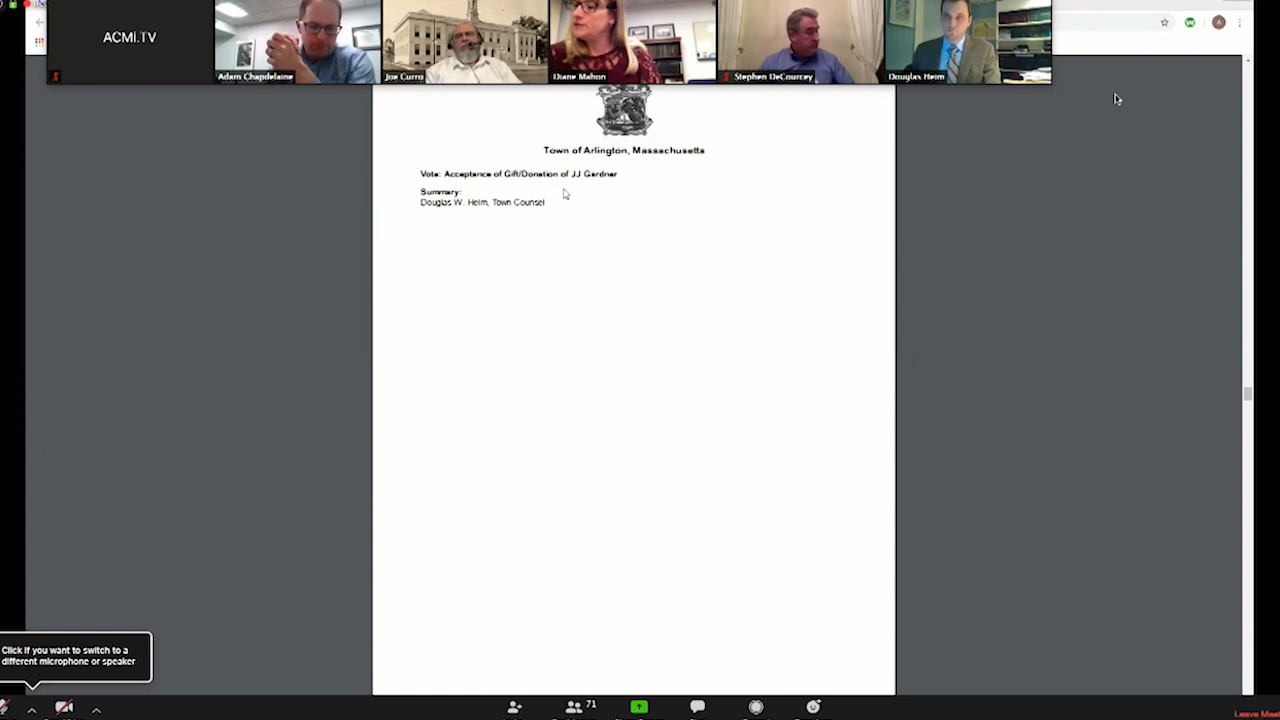 ACMi.TV
Adam Chapdelaine
Joe Curro
Diane Mahon
Stephen DeCourcey
Douglas Heim
Town of Arlington, Massachusetts
Vote: Acceptance of Gift/Donation of JJ Gardner
Summary:
Douglas W. Heim, Town Counsel
Click if you want to switch to a
different microphone or speaker
71
Leave Meet